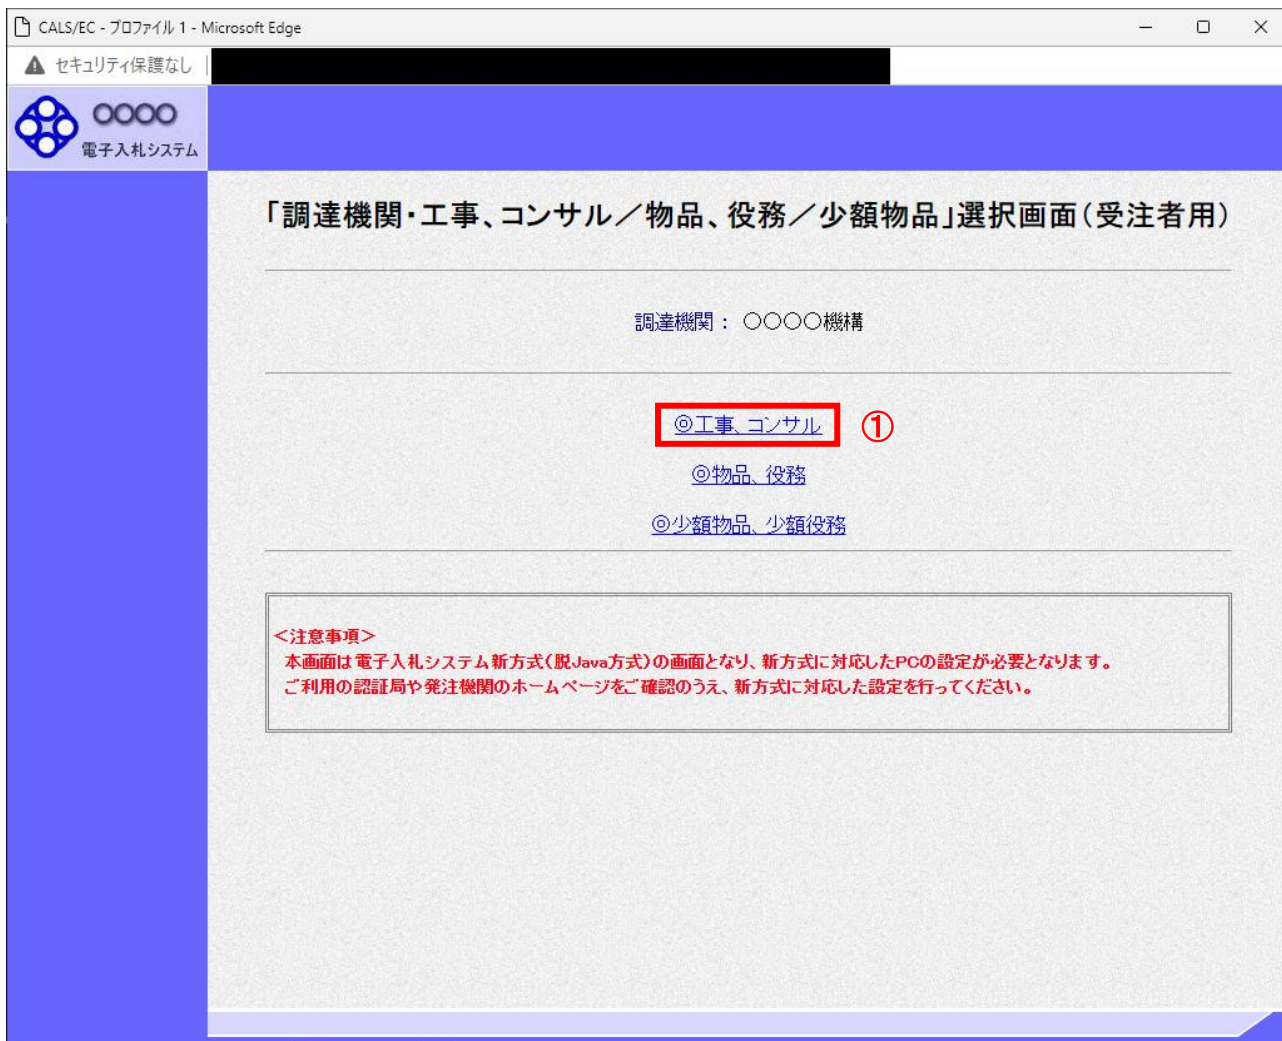 CALS/EC - プロファイル 1 - Microsoft Edge
セキュリティ保護なし
○○○○
電子入札システム
「調達機関・工事、コンサル／物品、役務／少額物品」選択画面（受注者用）
調達機関： ○○○○機構
◎工事、コンサル
①
◎物品、役務
◎少額物品、少額役務
＜注意事項＞
本画面は電子入札システム新方式（脱Java方式）の画面となり、新方式に対応したPCの設定が必要となります。
ご利用の認証局や発注機関のホームページをご確認のうえ、新方式に対応した設定を行ってください。